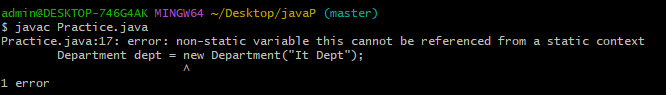 admin@DESKTOP-746G4AK MINGW64 ~/Desktop/javaP (master)
$ javac Practice.java
Practice.java:17: error: non-static variable this cannot be referenced from a static context
        Department dept = new Department("It Dept");
                          ^
1 error